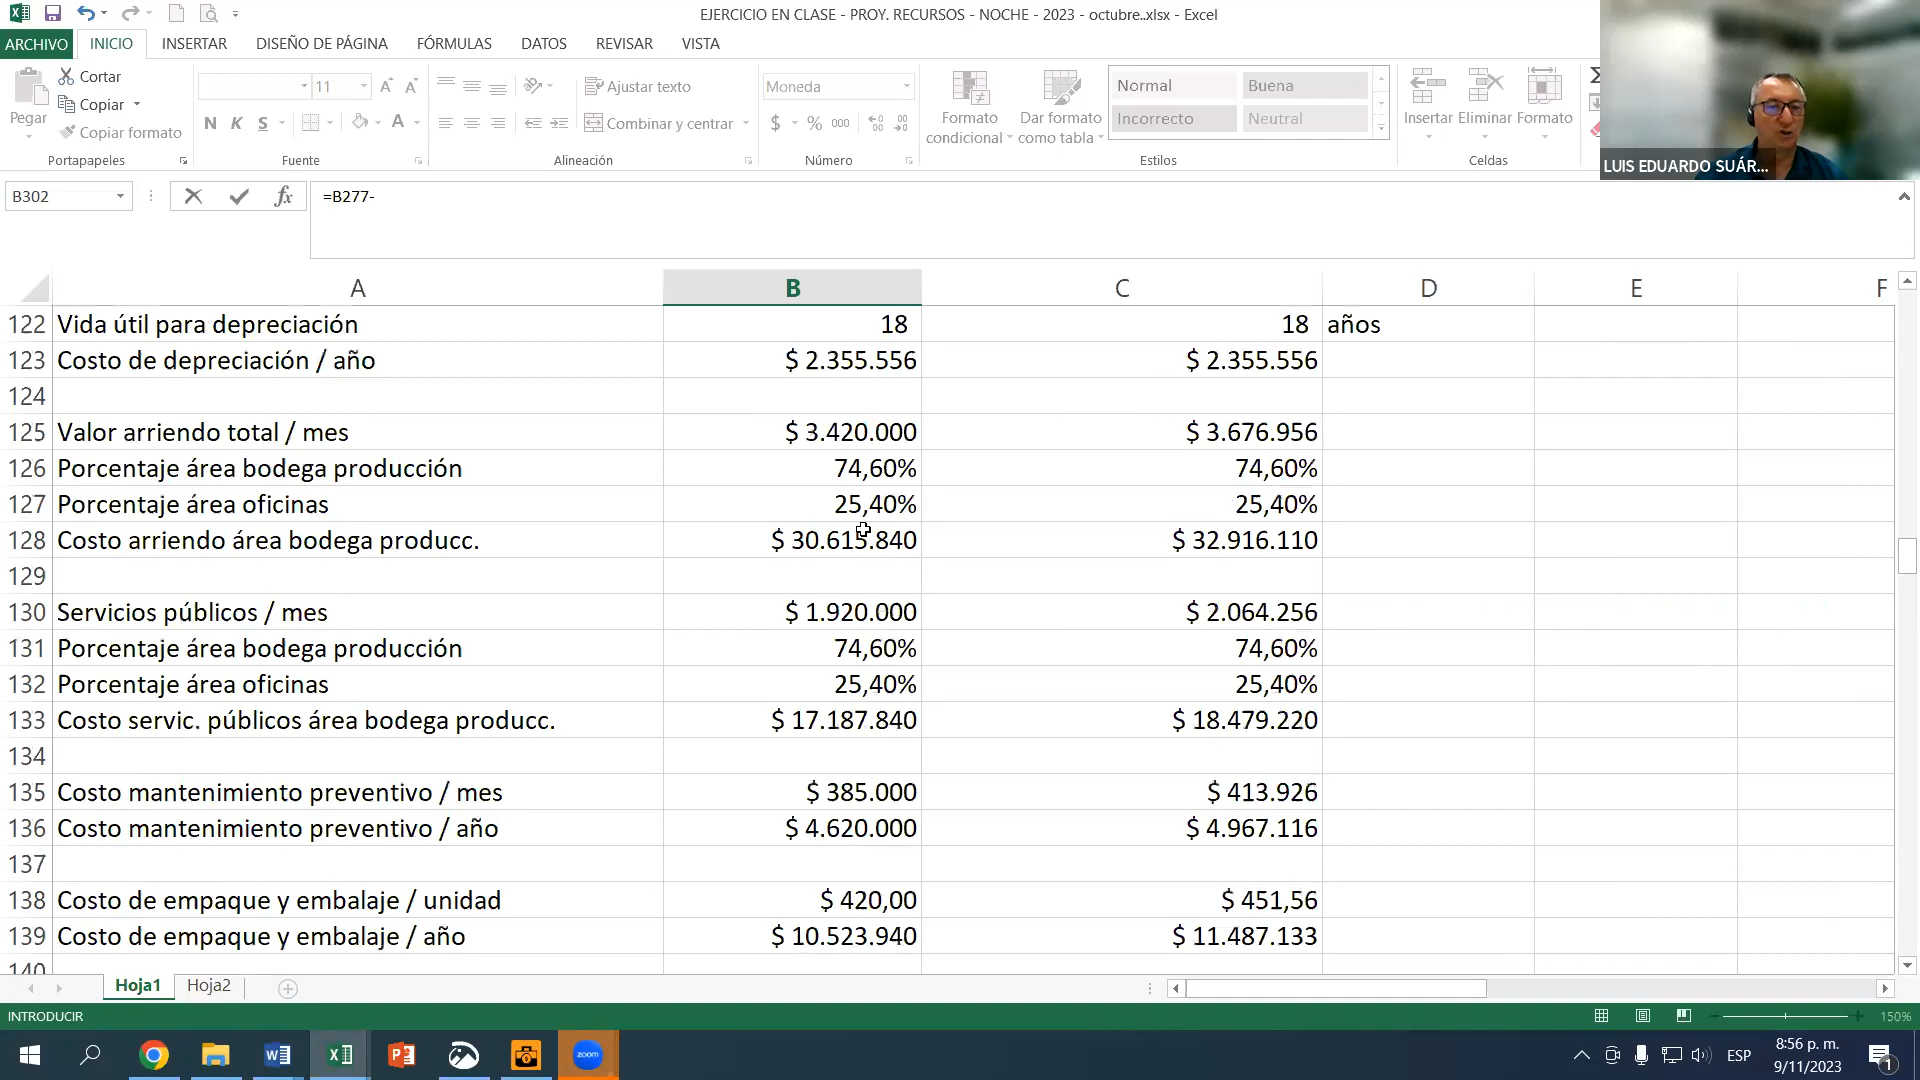 EJERCICIO EN CLASE - PROY. RECURSOS - NOCHE - 2023 - octubre..xlsx - Excel
ARCHIVO INICIO INSERTAR DISEÑO DE PÁGINA FÓRMULAS DATOS REVISAR VISTA
Cortar
Copiar
Copiar formato
Pegar
11
N K S
Ajustar texto
Combinar y centrar
Moneda
$ % 000
Formato condicional
Dar formato como tabla
Normal Buena
Incorrecto Neutral
Insertar Eliminar Formato
Portapapeles Fuente Alineación Número Estilos Celdas
LUIS EDUARDO SUÁR...
B302 fx =B277-
A B C D E F
122 Vida útil para depreciación 18 18 años
123 Costo de depreciación / año $ 2.355.556 $ 2.355.556
124
125 Valor arriendo total / mes $ 3.420.000 $ 3.676.956
126 Porcentaje área bodega producción 74,60% 74,60%
127 Porcentaje área oficinas 25,40% 25,40%
128 Costo arriendo área bodega producc. $ 30.615.840 $ 32.916.110
129
130 Servicios públicos / mes $ 1.920.000 $ 2.064.256
131 Porcentaje área bodega producción 74,60% 74,60%
132 Porcentaje área oficinas 25,40% 25,40%
133 Costo servic. públicos área bodega producc. $ 17.187.840 $ 18.479.220
134
135 Costo mantenimiento preventivo / mes $ 385.000 $ 413.926
136 Costo mantenimiento preventivo / año $ 4.620.000 $ 4.967.116
137
138 Costo de empaque y embalaje / unidad $ 420,00 $ 451,56
139 Costo de empaque y embalaje / año $ 10.523.940 $ 11.487.133
140
Hoja1 Hoja2
INTRODUCIR 150%
zoom
ESP
8:56 p. m.
9/11/2023
1